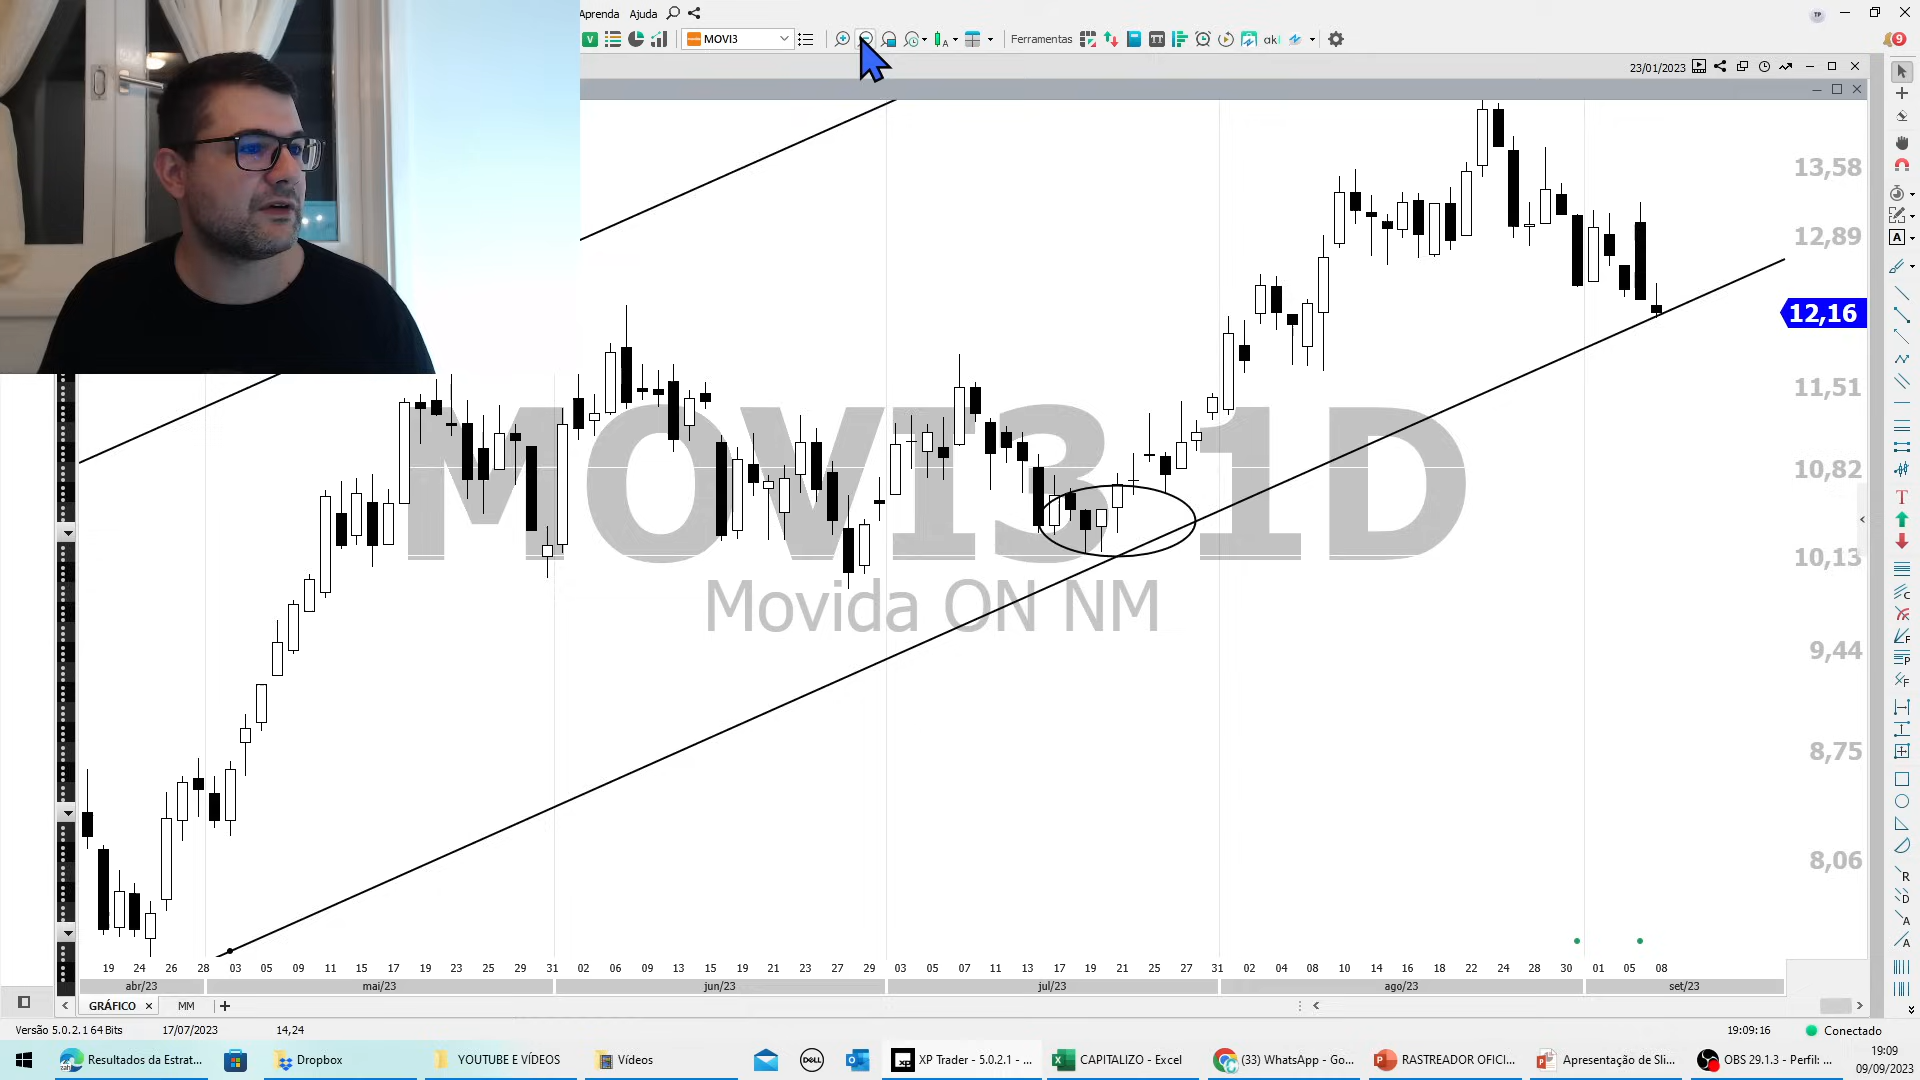 Aprenda Ajuda
MOVI3 Ferramentas aki 9
23/01/2023
13,58
12,89
12,16
11,51
10,82
10,13
9,44
8,75
8,06
MOVI3 1D
Movida ON NM
19 24 26 28 03 05 09 11 15 17 19 23 25 29 31 02 06 09 13 15 19 21 23 27 29 03 05 07 11 13 17 19 21 25 27 31 02 04 08 10 14 16 18 22 24 28 30 01 05 08
abr/23 mai/23 jun/23 jul/23 ago/23 set/23
GRÁFICO MM
Versão 5.0.2.1 64 Bits 17/07/2023 14,24 19:09:16 Conectado
Resultados da Estrat... Dropbox YOUTUBE E VÍDEOS Vídeos DELL XP Trader - 5.0.2.1 - ... CAPITALIZO - Excel (33) WhatsApp - Go... RASTREADOR OFICI... Apresentação de Sli... OBS 29.1.3 - Perfil: ... 19:09
09/09/2023